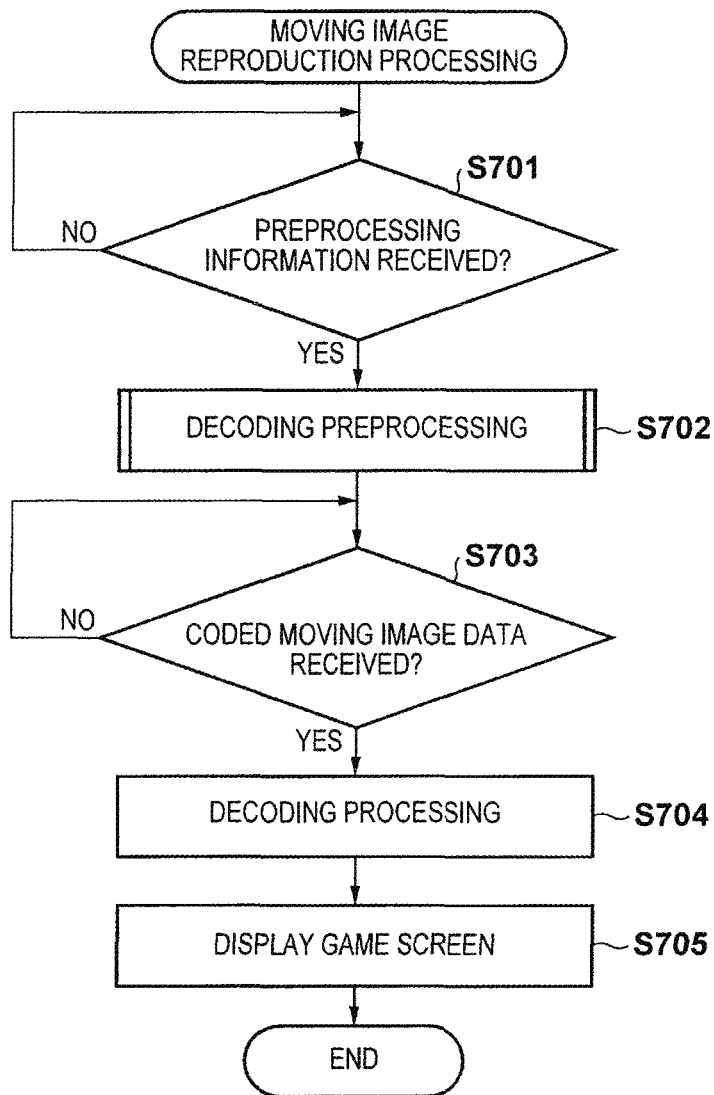 MOVING IMAGE
REPRODUCTION PROCESSING
S701
NO
PREPROCESSING
INFORMATION RECEIVED?
YES
DECODING PREPROCESSING
S702
S703
NO
CODED MOVING IMAGE DATA
RECEIVED?
YES
DECODING PROCESSING
S704
DISPLAY GAME SCREEN
S705
END